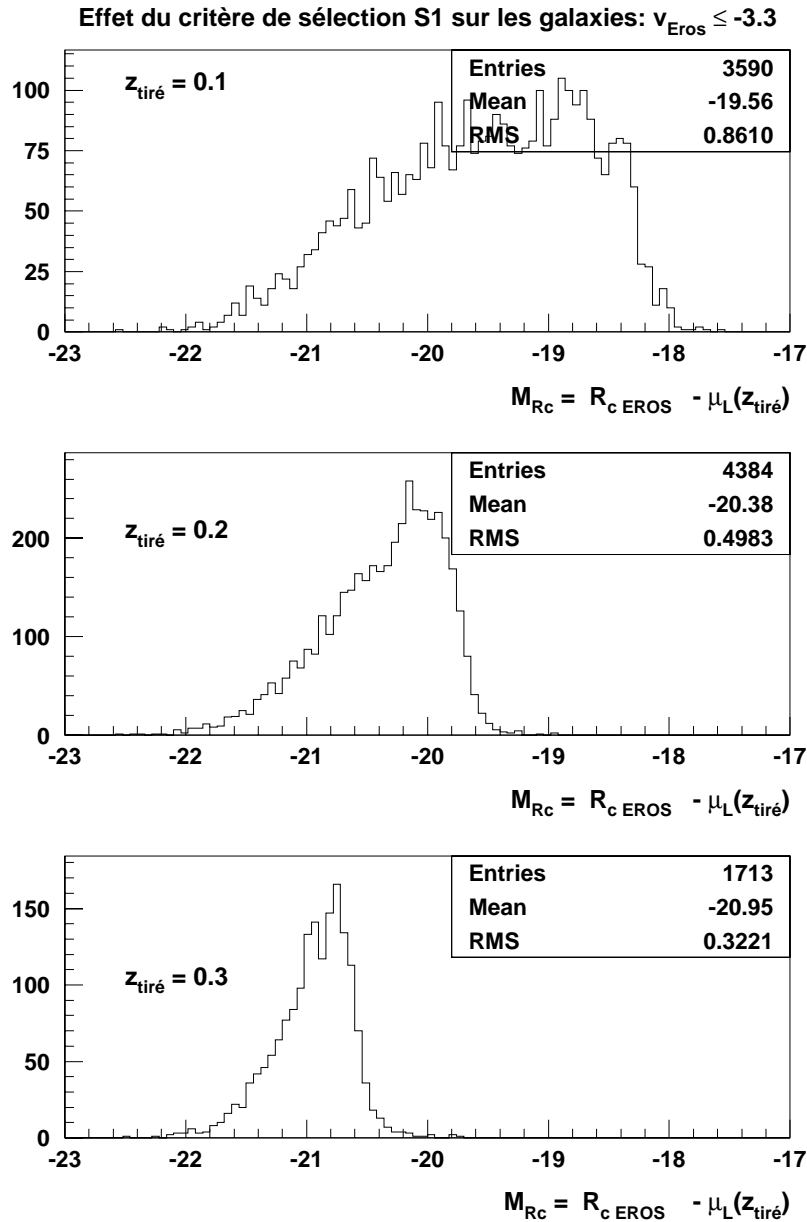 Effet du critère de sélection S1 sur les galaxies: v_Eros ≤ -3.3
z_tiré = 0.1
Entries 3590
Mean -19.56
RMS 0.8610
100
75
50
25
0
-23 -22 -21 -20 -19 -18 -17
M_Rc = R_c EROS - μ_L(z_tiré)
z_tiré = 0.2
Entries 4384
Mean -20.38
RMS 0.4983
200
100
0
-23 -22 -21 -20 -19 -18 -17
M_Rc = R_c EROS - μ_L(z_tiré)
z_tiré = 0.3
Entries 1713
Mean -20.95
RMS 0.3221
150
100
50
0
-23 -22 -21 -20 -19 -18 -17
M_Rc = R_c EROS - μ_L(z_tiré)